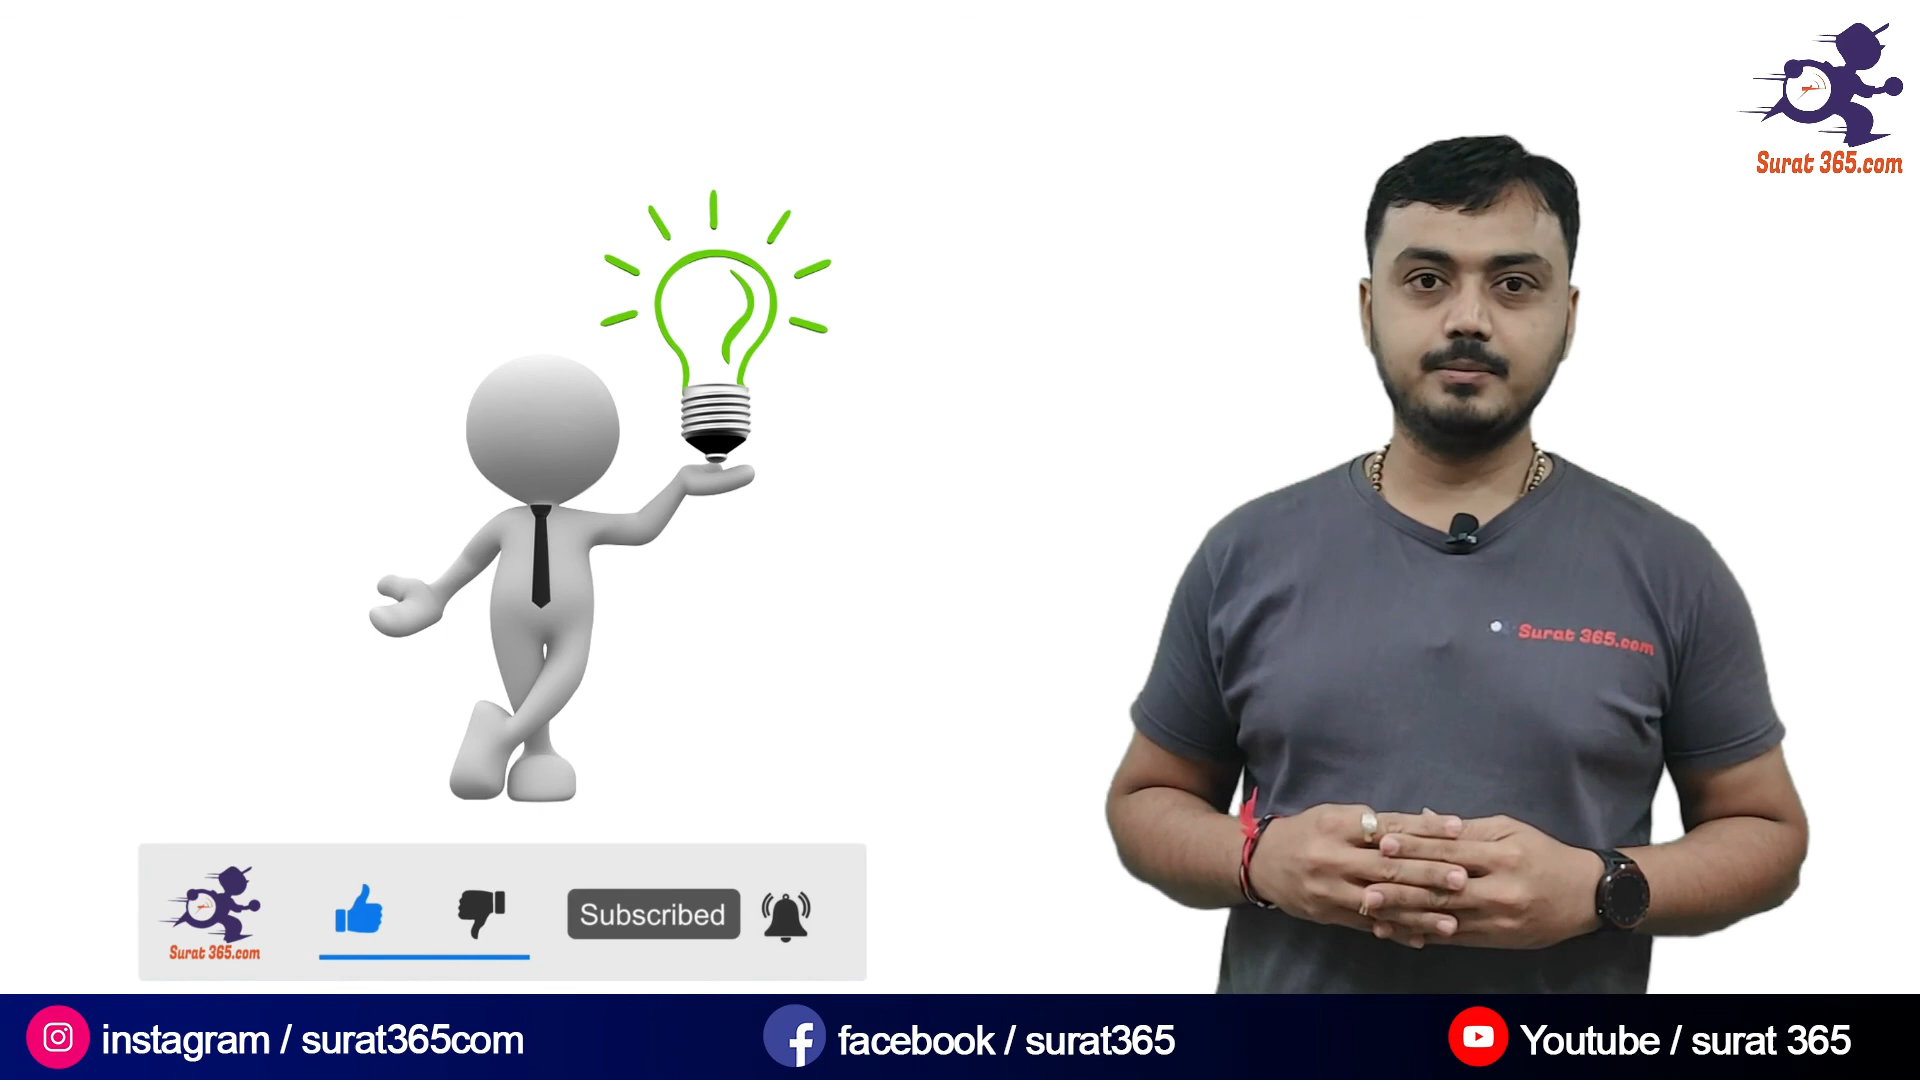 Surat 365.com
Surat 365.com
Surat 365.com
Subscribed
instagram / surat365com
facebook / surat365
Youtube / surat 365